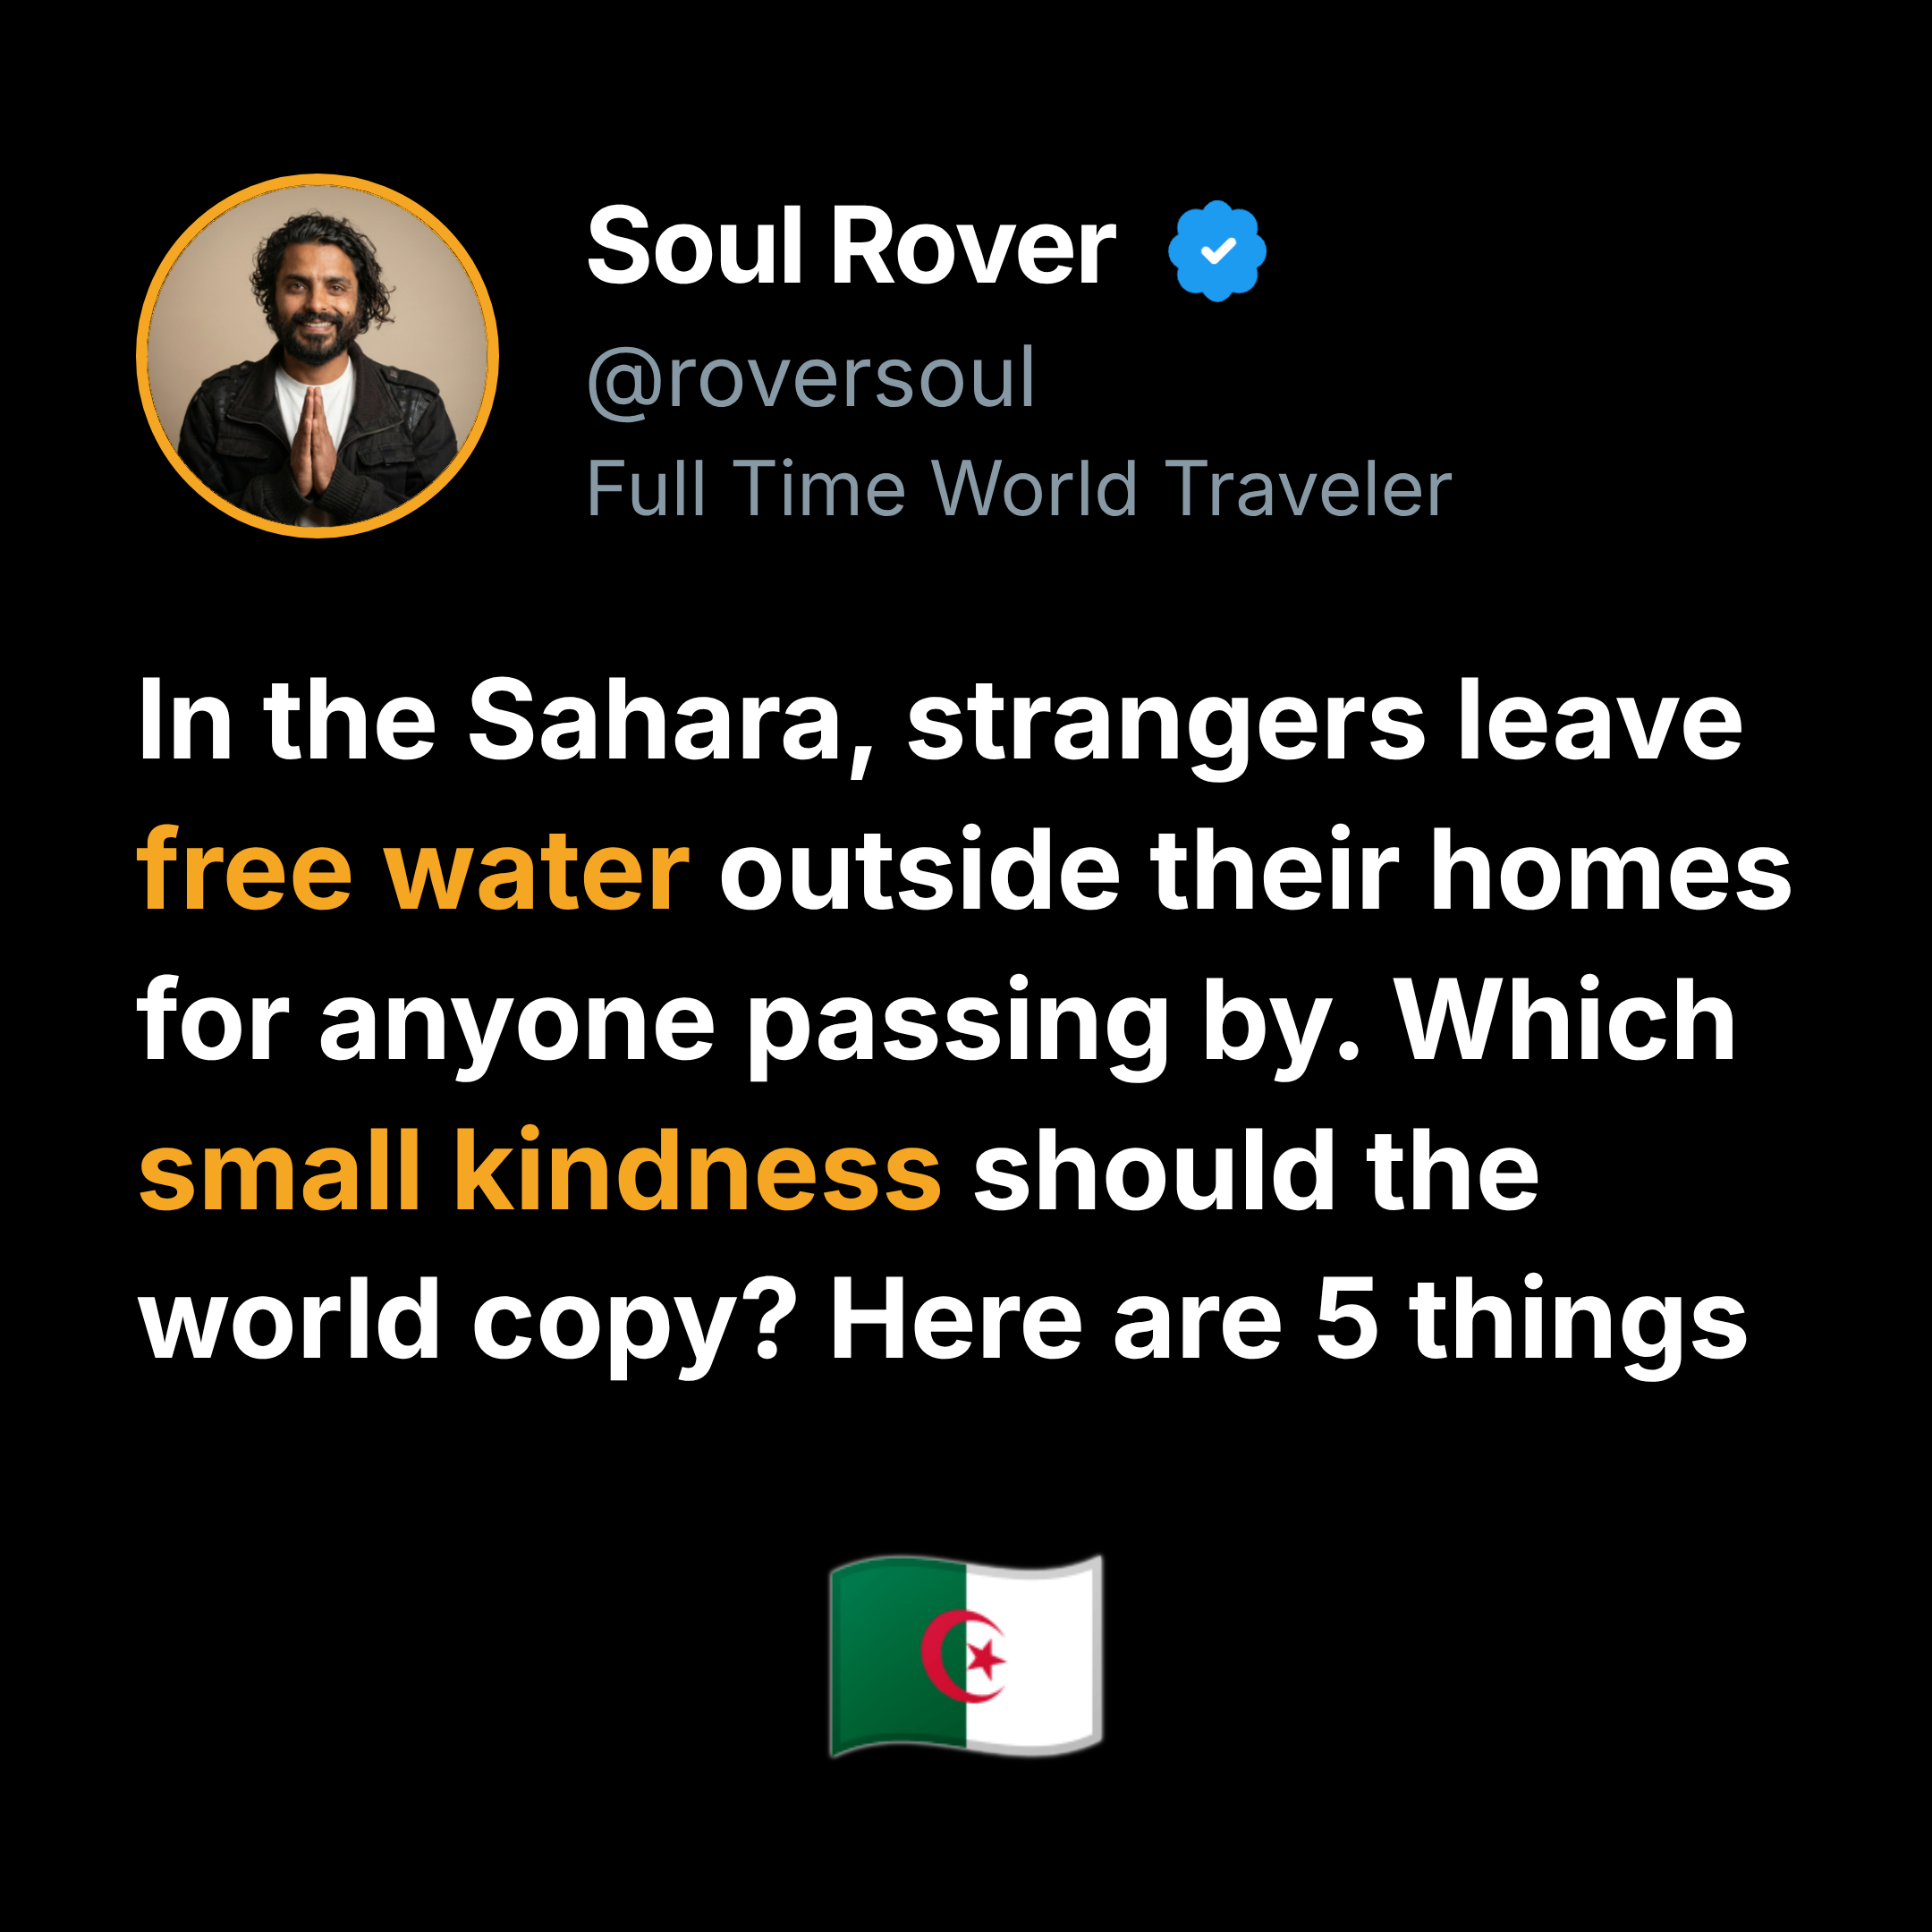 Soul Rover
@roversoul
Full Time World Traveler
In the Sahara, strangers leave
free water outside their homes
for anyone passing by. Which
small kindness should the
world copy? Here are 5 things